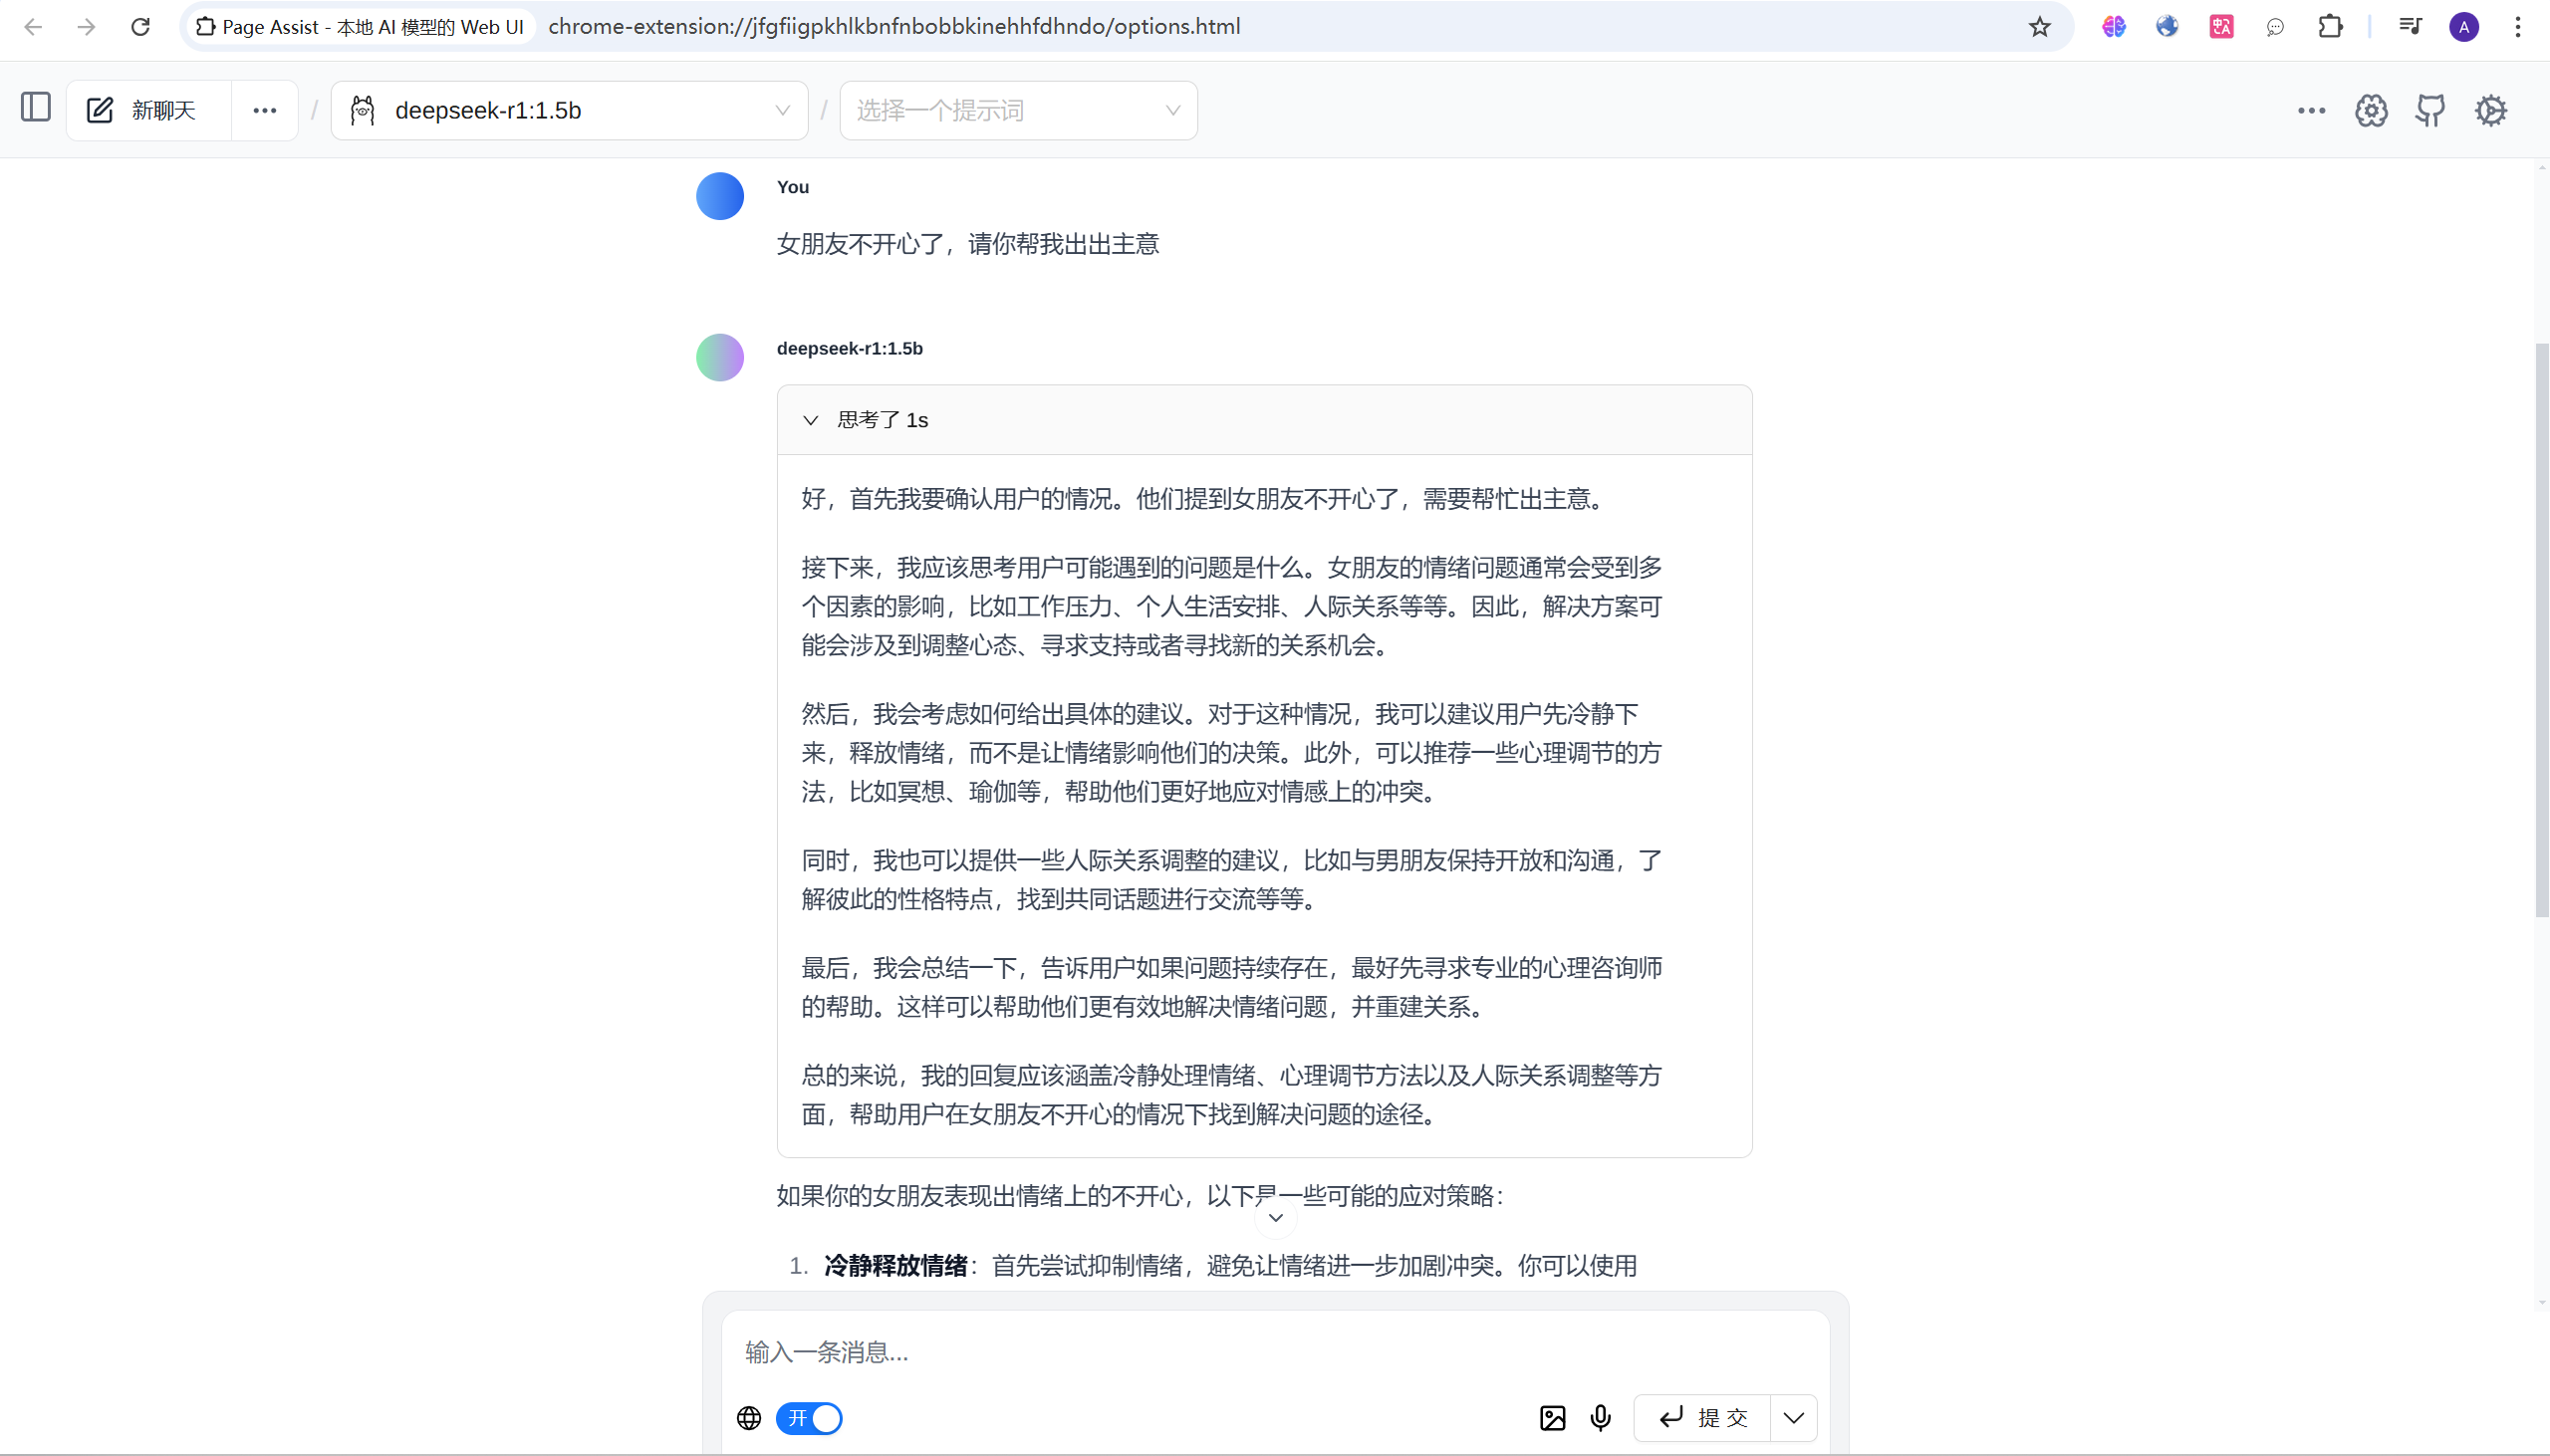 Page Assist - 本地 AI 模型的 Web UI
chrome-extension://jfgfiigpkhlkbnfnbobbkinehhfdhndo/options.html
A
新聊天
/
deepseek-r1:1.5b
/
选择一个提示词
You
女朋友不开心了，请你帮我出出主意
deepseek-r1:1.5b
思考了 1s
好，首先我要确认用户的情况。他们提到女朋友不开心了，需要帮忙出主意。
接下来，我应该思考用户可能遇到的问题是什么。女朋友的情绪问题通常会受到多
个因素的影响，比如工作压力、个人生活安排、人际关系等等。因此，解决方案可
能会涉及到调整心态、寻求支持或者寻找新的关系机会。
然后，我会考虑如何给出具体的建议。对于这种情况，我可以建议用户先冷静下
来，释放情绪，而不是让情绪影响他们的决策。此外，可以推荐一些心理调节的方
法，比如冥想、瑜伽等，帮助他们更好地应对情感上的冲突。
同时，我也可以提供一些人际关系调整的建议，比如与男朋友保持开放和沟通，了
解彼此的性格特点，找到共同话题进行交流等等。
最后，我会总结一下，告诉用户如果问题持续存在，最好先寻求专业的心理咨询师
的帮助。这样可以帮助他们更有效地解决情绪问题，并重建关系。
总的来说，我的回复应该涵盖冷静处理情绪、心理调节方法以及人际关系调整等方
面，帮助用户在女朋友不开心的情况下找到解决问题的途径。
如果你的女朋友表现出情绪上的不开心，以下是一些可能的应对策略：
1. 冷静释放情绪：首先尝试抑制情绪，避免让情绪进一步加剧冲突。你可以使用
输入一条消息...
开
提 交